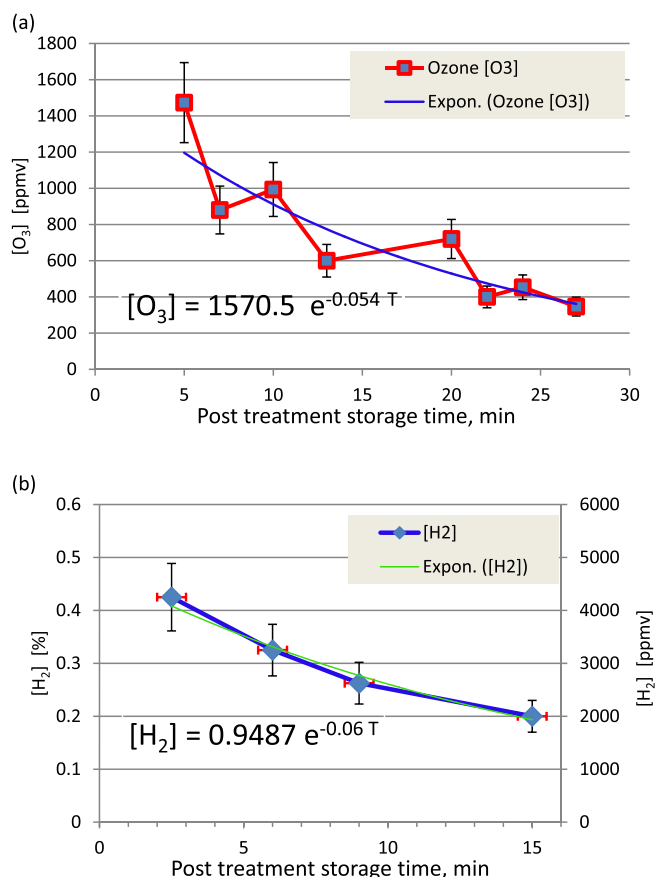 (a)
1800
1600
1400
1200
1000
800
600
400
200
0
[O₃] [ppmv]
Ozone [O3]
Expon. (Ozone [O3])
[O₃] = 1570.5 e^-0.054 T
0 5 10 15 20 25 30
Post treatment storage time, min
(b)
0.6
0.5
0.4
0.3
0.2
0.1
0
[H₂] [%]
6000
5000
4000
3000
2000
1000
0
[H₂] [ppmv]
[H2]
Expon. ([H2])
[H₂] = 0.9487 e^-0.06 T
0 5 10 15
Post treatment storage time, min